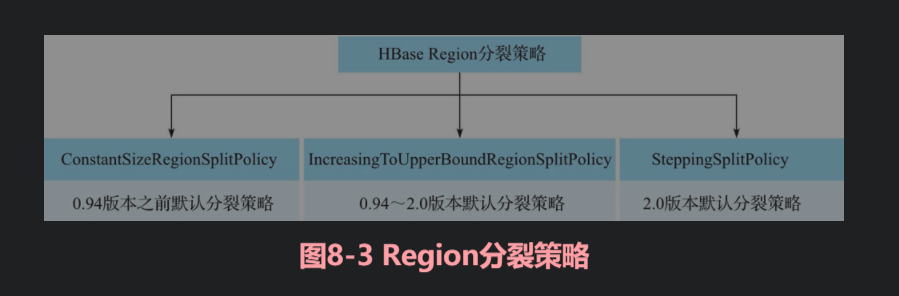 HBase Region分裂策略
ConstantSizeRegionSplitPolicy
IncreasingToUpperBoundRegionSplitPolicy
SteppingSplitPolicy
0.94版本之前默认分裂策略
0.94～2.0版本默认分裂策略
2.0版本默认分裂策略
图8-3 Region分裂策略